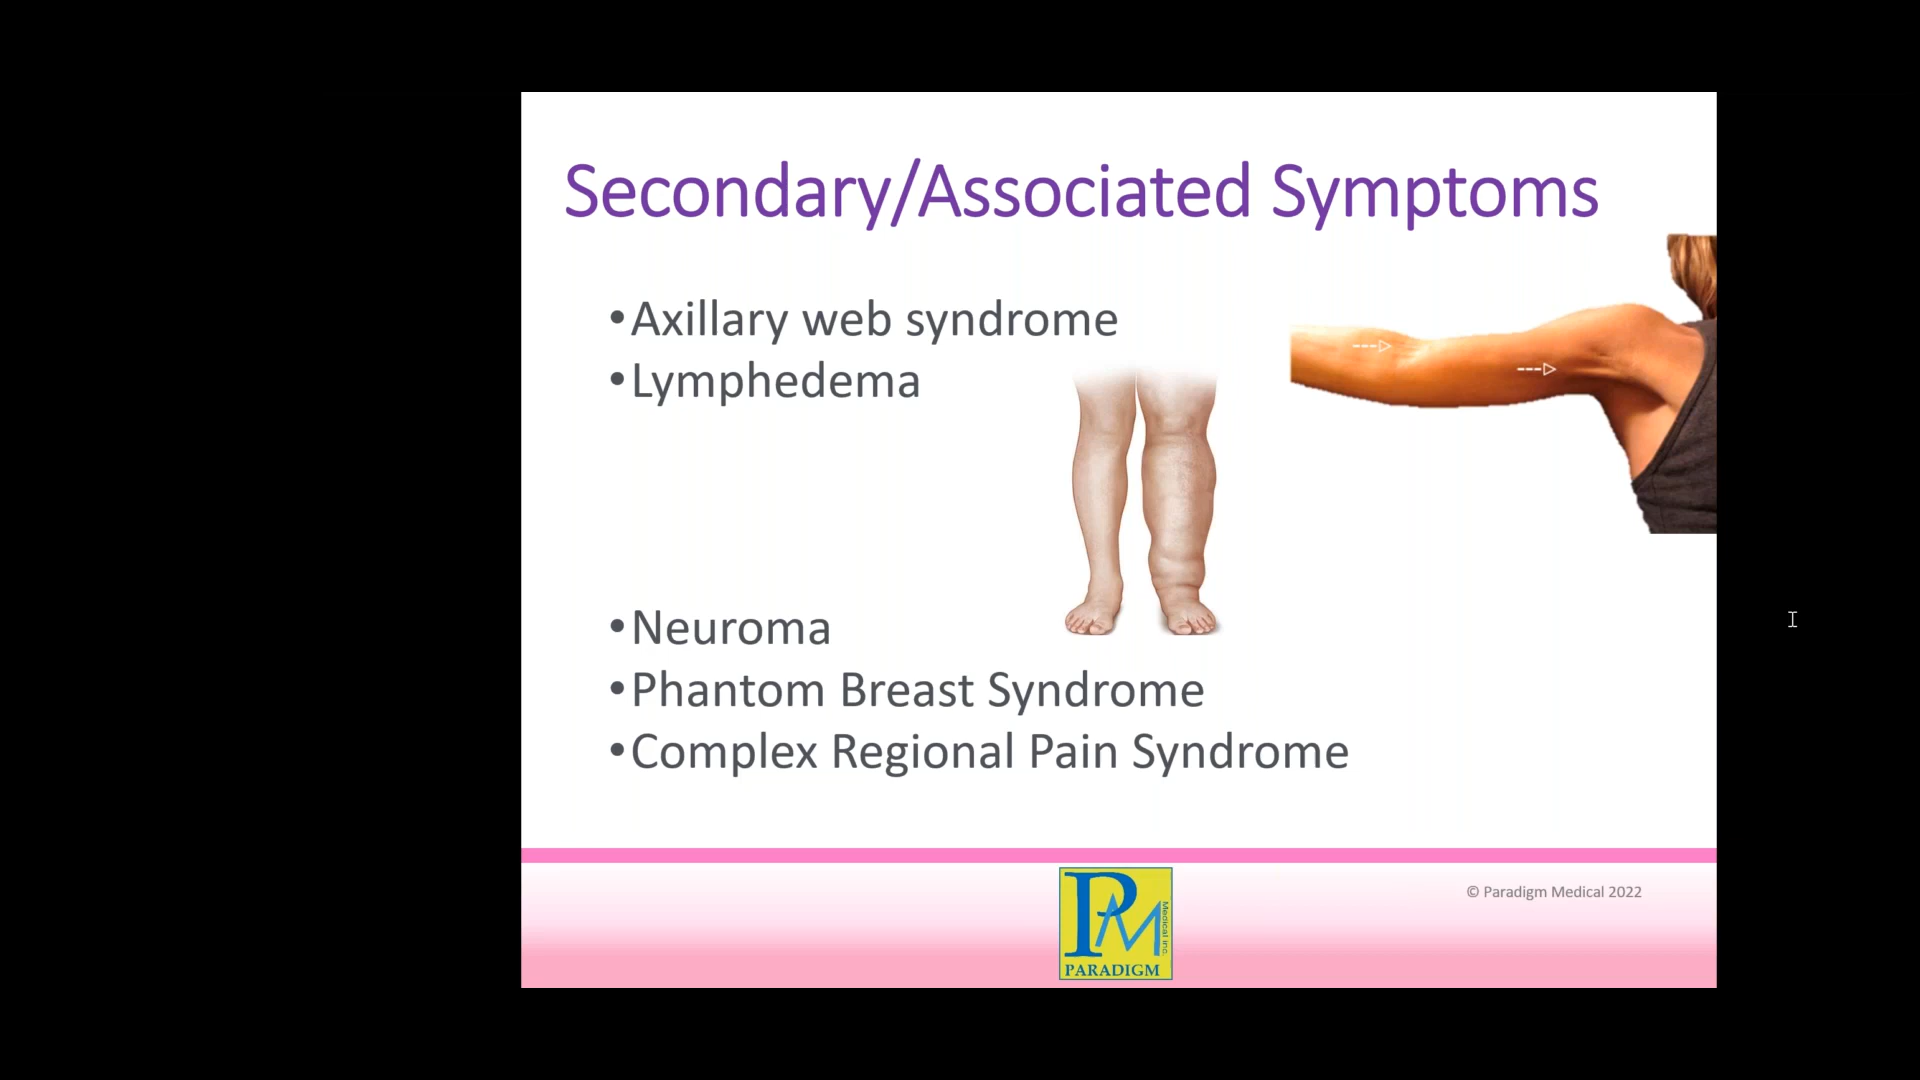 Secondary/Associated Symptoms
•Axillary web syndrome
•Lymphedema
•Neuroma
•Phantom Breast Syndrome
•Complex Regional Pain Syndrome
© Paradigm Medical 2022
PM
Medical inc.
PARADIGM